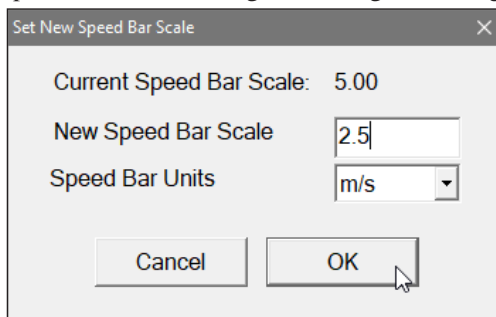 Set New Speed Bar Scale
Current Speed Bar Scale: 5.00
New Speed Bar Scale 2.5
Speed Bar Units m/s
Cancel OK